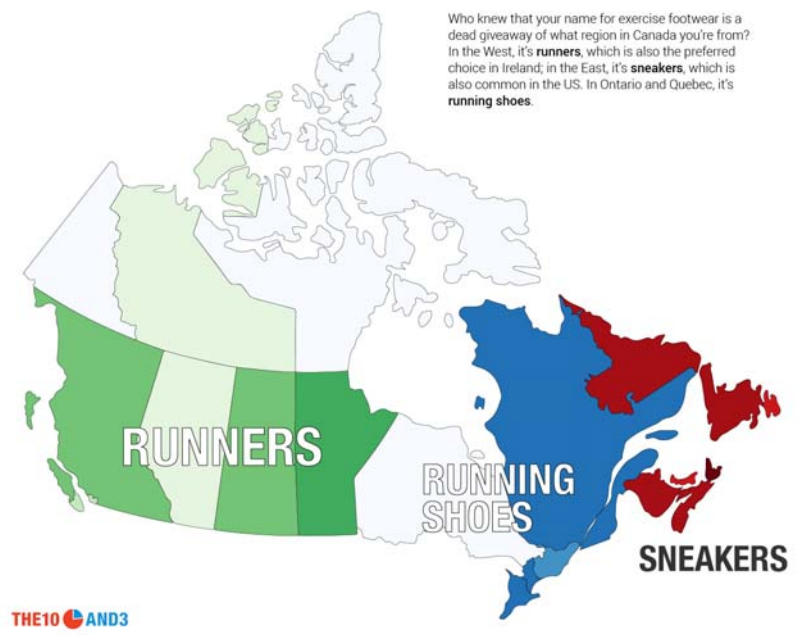 Who knew that your name for exercise footwear is a
dead giveaway of what region in Canada you're from?
In the West, it's runners, which is also the preferred
choice in Ireland; in the East, it's sneakers, which is
also common in the US. In Ontario and Quebec, it's
running shoes.
RUNNERS
RUNNING
SHOES
SNEAKERS
THE10 AND3